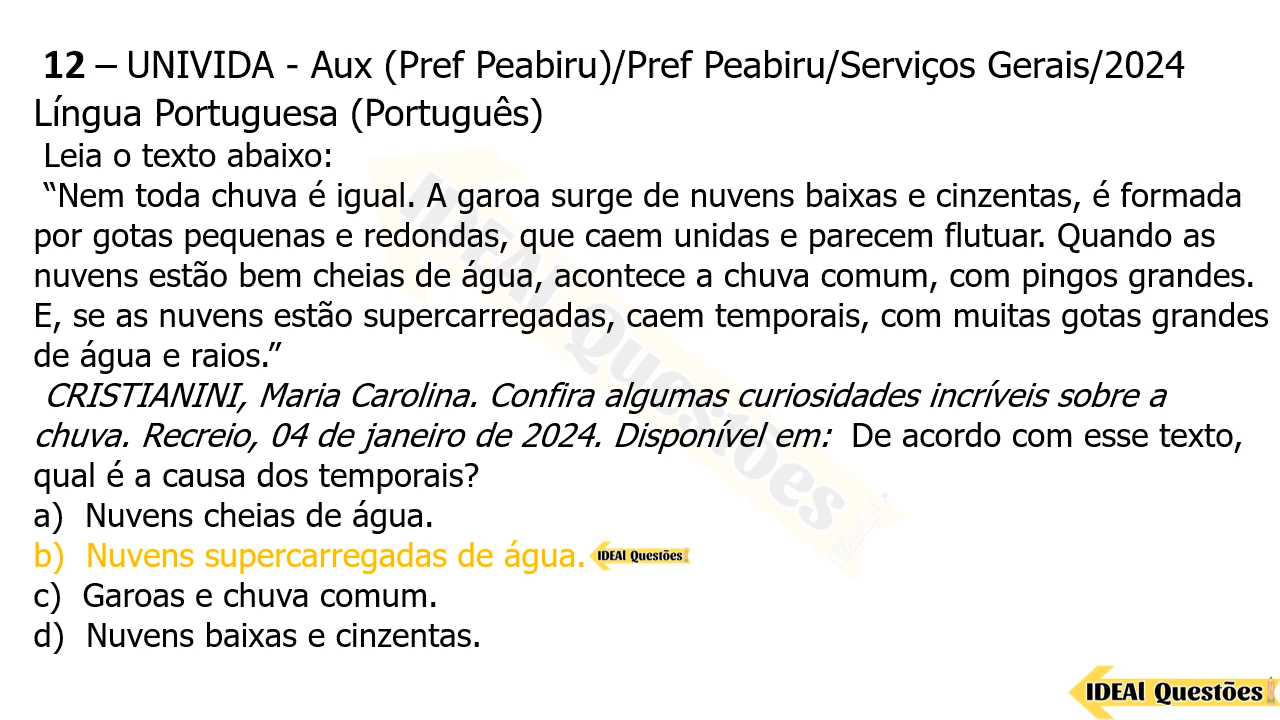 12 – UNIVIDA - Aux (Pref Peabiru)/Pref Peabiru/Serviços Gerais/2024
Língua Portuguesa (Português)
Leia o texto abaixo:
“Nem toda chuva é igual. A garoa surge de nuvens baixas e cinzentas, é formada
por gotas pequenas e redondas, que caem unidas e parecem flutuar. Quando as
nuvens estão bem cheias de água, acontece a chuva comum, com pingos grandes.
E, se as nuvens estão supercarregadas, caem temporais, com muitas gotas grandes
de água e raios.”
CRISTIANINI, Maria Carolina. Confira algumas curiosidades incríveis sobre a
chuva. Recreio, 04 de janeiro de 2024. Disponível em: De acordo com esse texto,
qual é a causa dos temporais?
a) Nuvens cheias de água.
b) Nuvens supercarregadas de água. IDEAl Questões
c) Garoas e chuva comum.
d) Nuvens baixas e cinzentas.
IDEAl Questões
IDEAl Questões